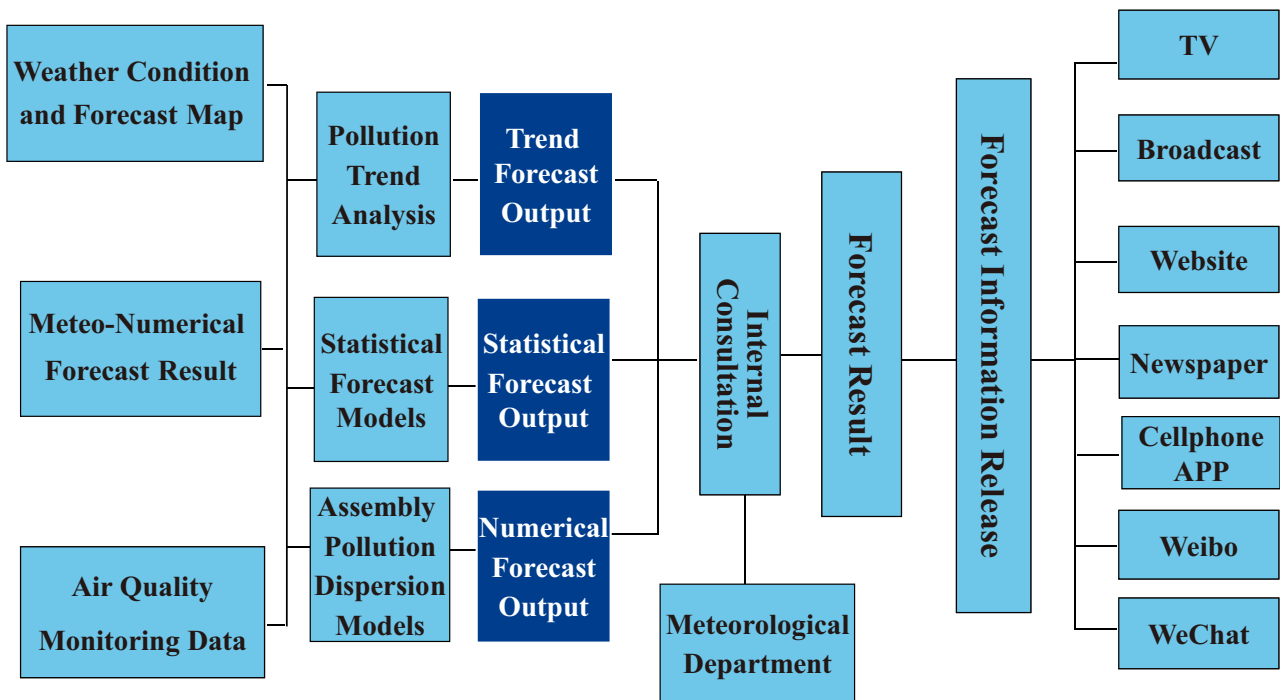 Weather Condition
and Forecast Map
Meteo-Numerical
Forecast Result
Air Quality
Monitoring Data
Pollution
Trend
Analysis
Statistical
Forecast
Models
Assembly
Pollution
Dispersion
Models
Trend
Forecast
Output
Statistical
Forecast
Output
Numerical
Forecast
Output
Internal
Consultation
Meteorological
Department
Forecast Result
Forecast Information Release
TV
Broadcast
Website
Newspaper
Cellphone
APP
Weibo
WeChat